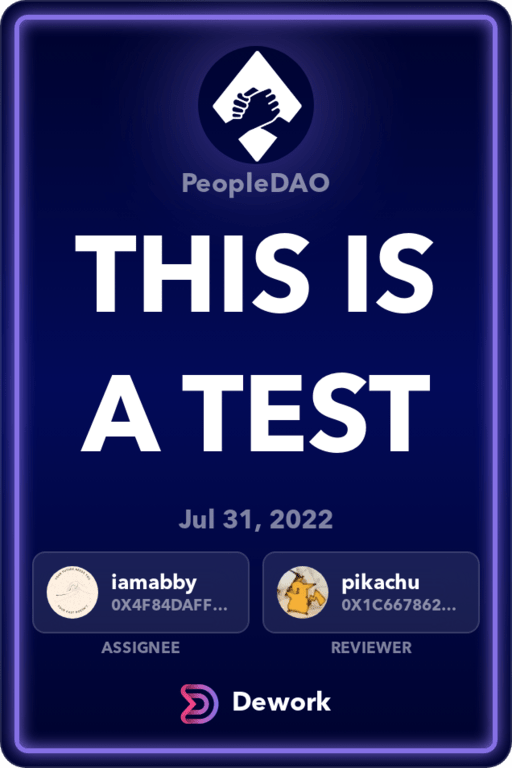 PeopleDAO
THIS IS
A TEST
Jul 31, 2022
iamabby
0X4F84DAFF...
pikachu
0X1C667862...
ASSIGNEE
REVIEWER
Dework